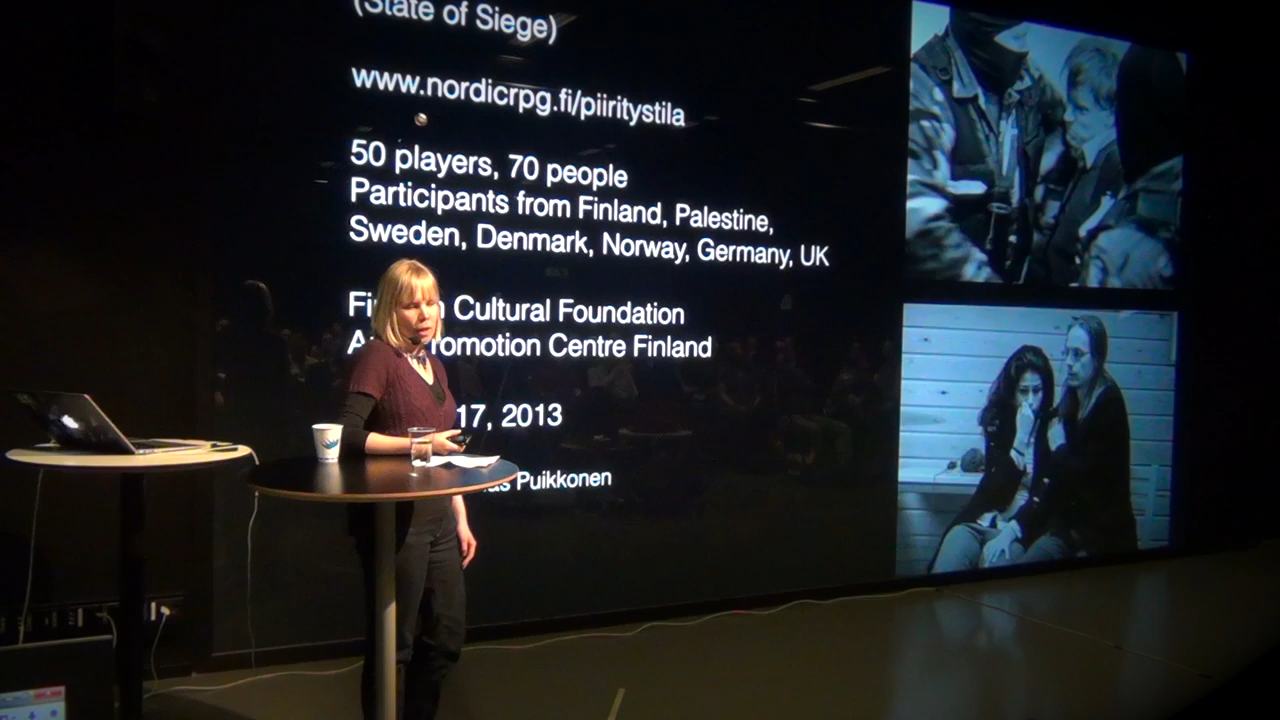 (State of Siege)
www.nordicrpg.fi/piiritystila
50 players, 70 people
Participants from Finland, Palestine,
Sweden, Denmark, Norway, Germany, UK
Cultural Foundation
Centre Finland
17, 2013
Puikkonen